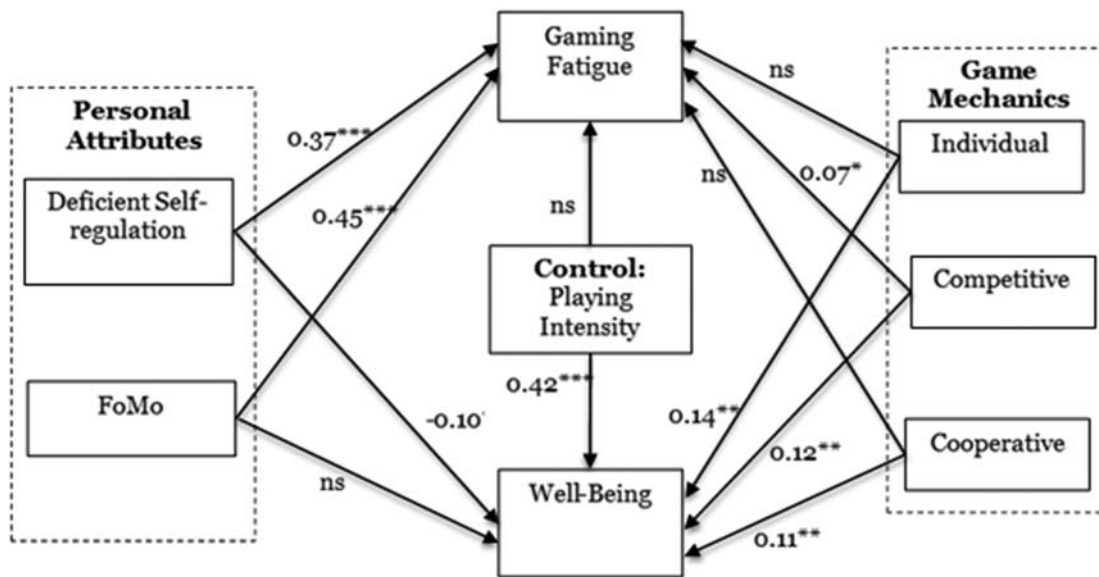 Gaming
Fatigue
Game
Mechanics
Personal
Attributes
ns
Individual
0.37***
0.07*
ns
Deficient Self-
regulation
0.45***
ns
Control:
Playing
Intensity
Competitive
0.42***
FoMo
-0.10
0.14**
Cooperative
0.12**
ns
Well-Being
0.11**